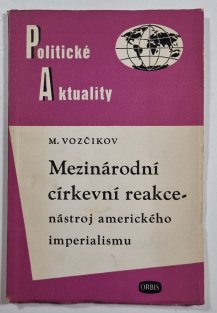 Politické
Aktuality
M. VOZČIKOV
Mezinárodní
církevní reakce-
nástroj amerického
imperialismu
ORBIS